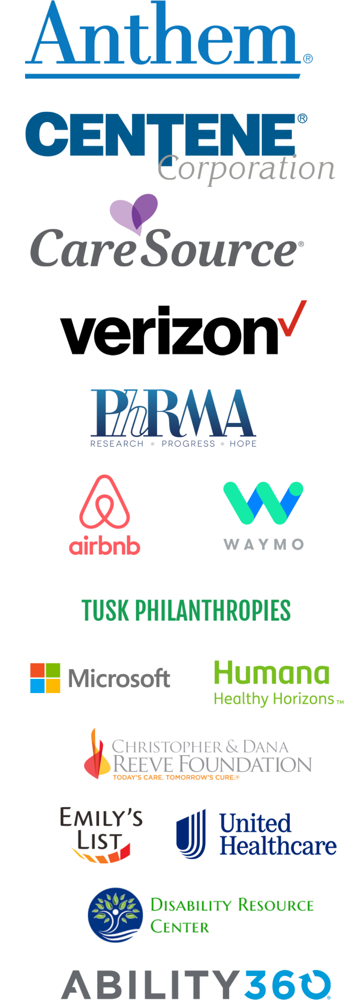 Anthem®
CENTENE®
Corporation
CareSource®
verizon
PhRMA
RESEARCH • PROGRESS • HOPE
airbnb
WAYMO
TUSK PHILANTHROPIES
Microsoft
Humana
Healthy Horizons™
CHRISTOPHER & DANA
REEVE FOUNDATION
TODAY'S CARE. TOMORROW'S CURE.®
EMILY'S
LIST
United
Healthcare
DISABILITY RESOURCE
CENTER
ABILITY360